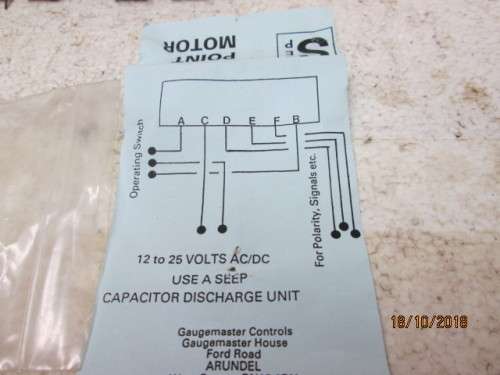 POINT
MOTOR
S
P
A C D E F B
Operating Switch
For Polarity, Signals etc.
12 to 25 VOLTS AC/DC
USE A SEEP
CAPACITOR DISCHARGE UNIT
Gaugemaster Controls
Gaugemaster House
Ford Road
ARUNDEL
18/10/2018